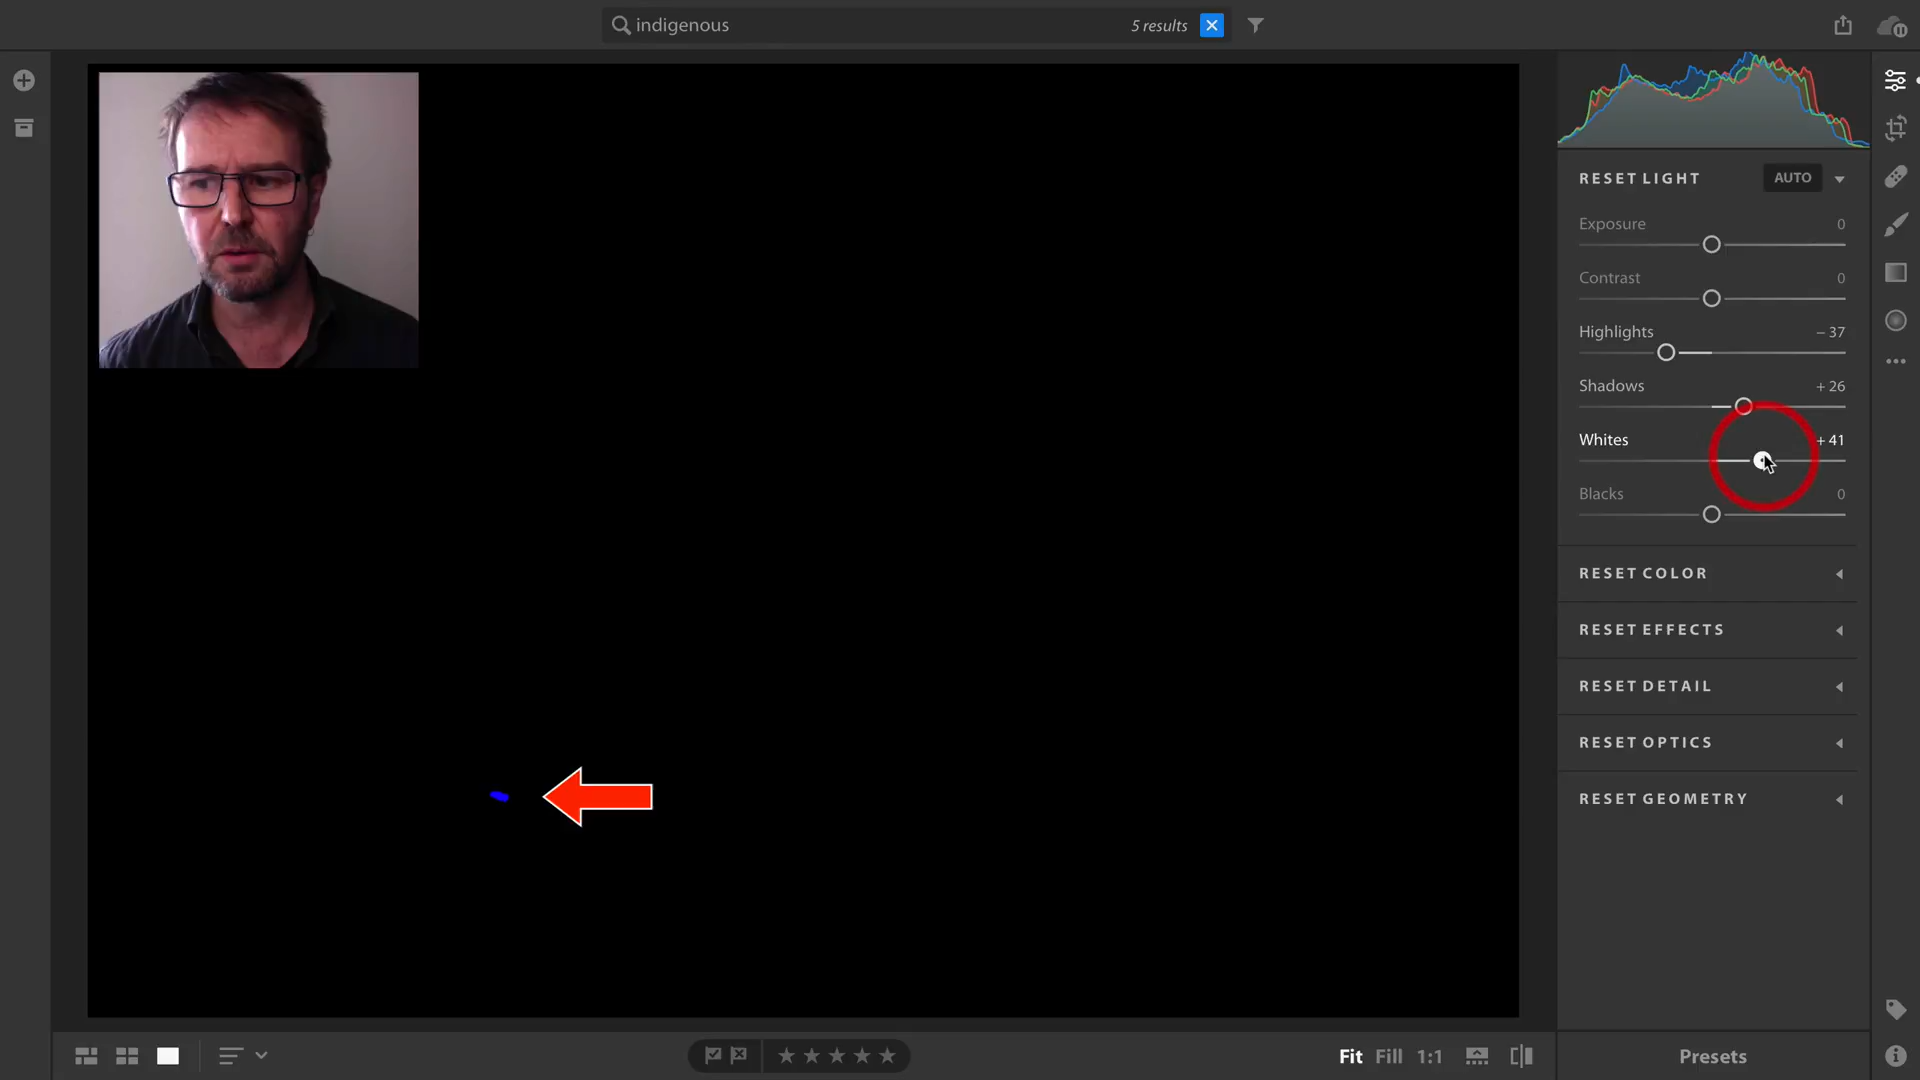 indigenous
5 results
RESET LIGHT
AUTO
Exposure 0
Contrast 0
Highlights – 37
Shadows + 26
Whites + 41
Blacks 0
RESET COLOR
RESET EFFECTS
RESET DETAIL
RESET OPTICS
RESET GEOMETRY
Fit Fill 1:1
Presets